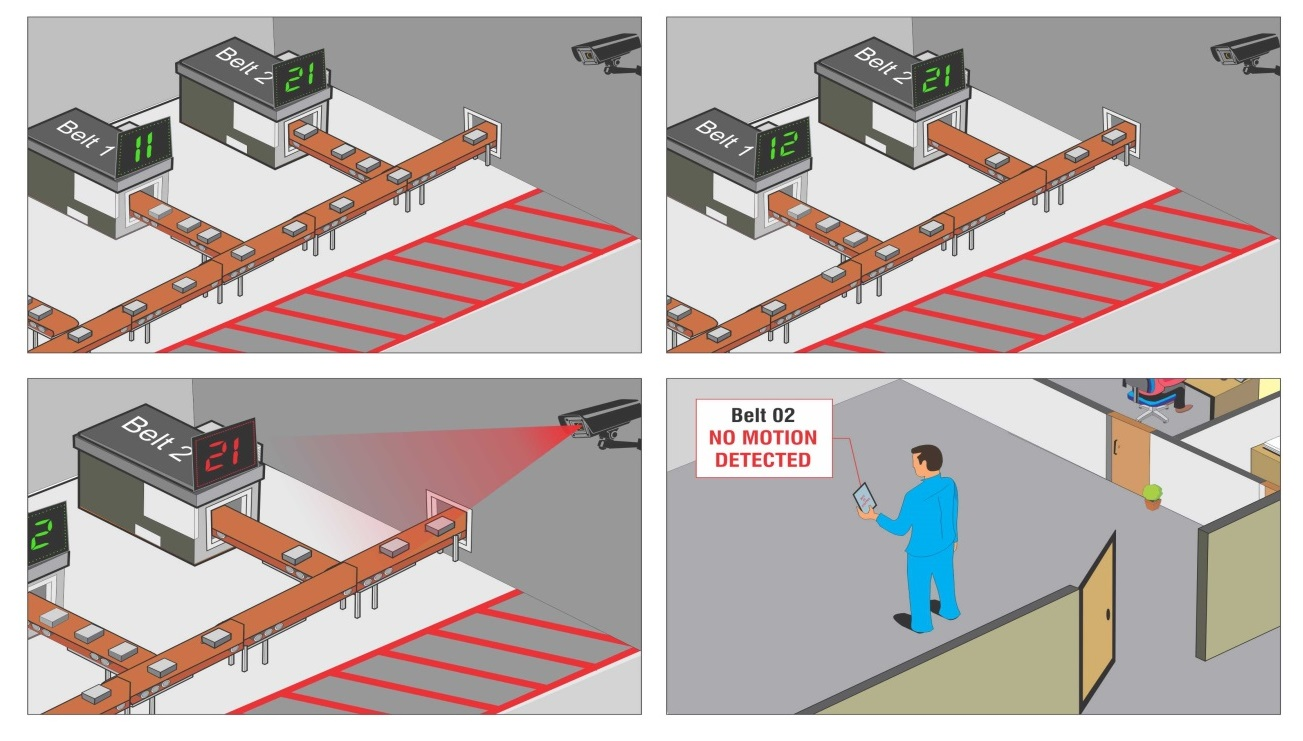 Belt 2
21
Belt 1
11
Belt 2
21
Belt 1
12
Belt 2
21
2
Belt 02
NO MOTION
DETECTED